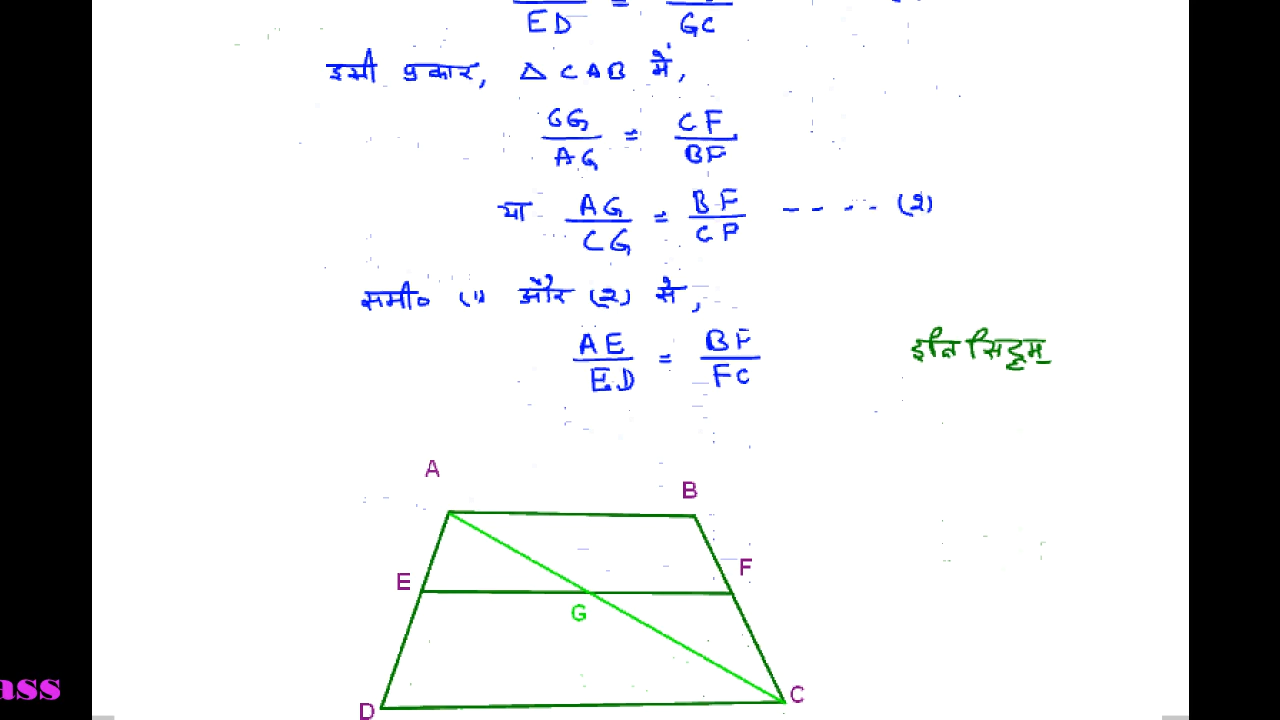 ED = GC
इसी प्रकार, △ CAB में,
CG/AG = CF/BF
या AG/CG = BF/CF ---- (2)
समी० (1) और (2) से,
AE/ED = BF/FC
इति सिद्धम्
A
B
E
F
G
C
D
ass